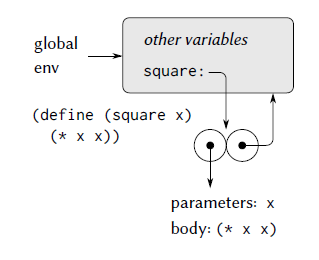 global
env
other variables
square:
(define (square x)
(* x x))
parameters: x
body: (* x x)